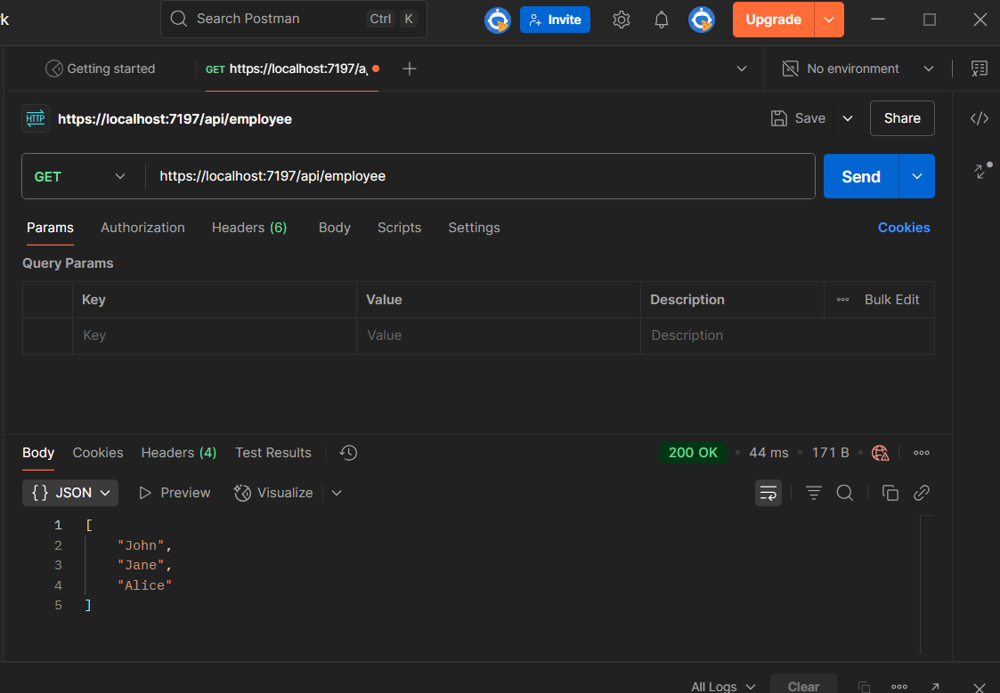 k
Search Postman Ctrl K Invite Upgrade
Getting started GET https://localhost:7197/a No environment
HTTP https://localhost:7197/api/employee Save Share
GET https://localhost:7197/api/employee Send
Params Authorization Headers (6) Body Scripts Settings Cookies
Query Params
Key Value Description Bulk Edit
Key Value Description
Body Cookies Headers (4) Test Results 200 OK • 44 ms • 171 B •
{ } JSON Preview Visualize
1 [
2 "John",
3 "Jane",
4 "Alice"
5 ]
All Logs Clear